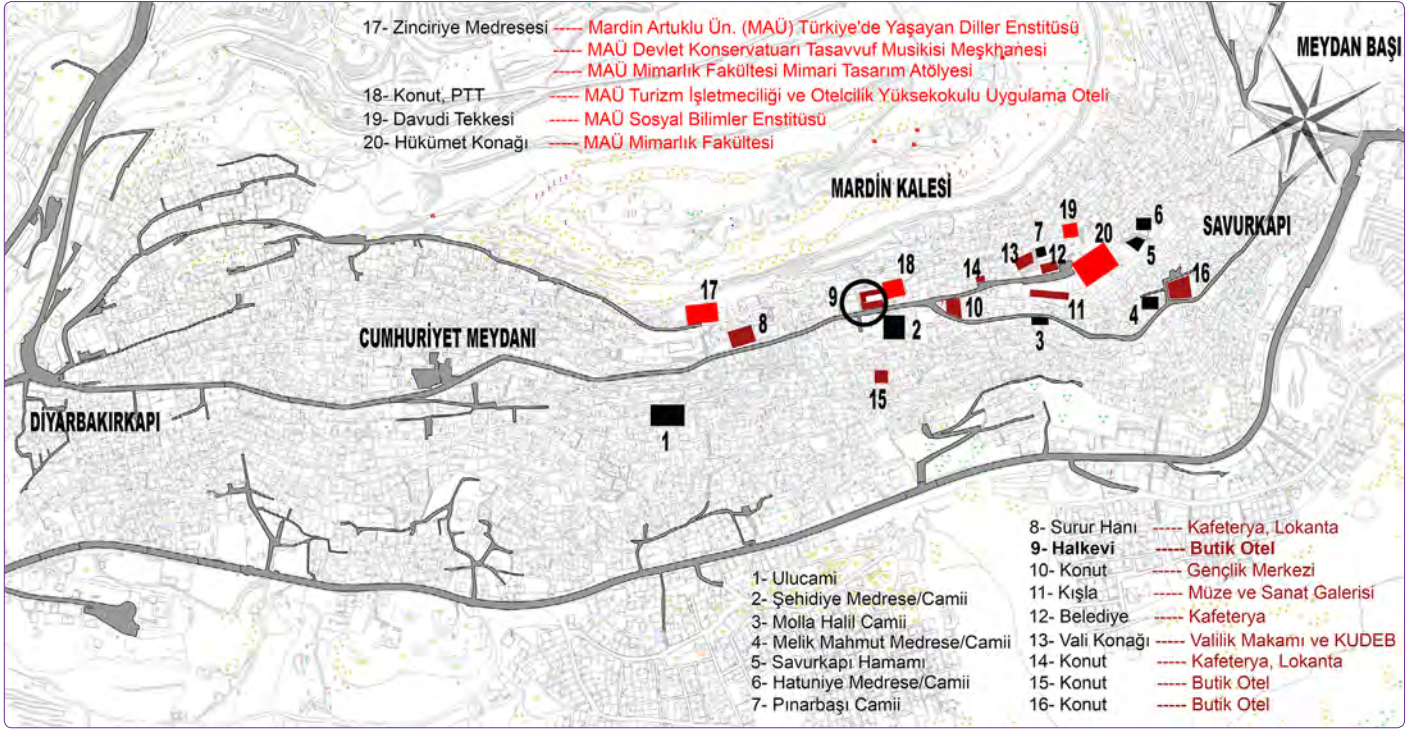 17- Zinciriye Medresesi ----- Mardin Artuklu Ün. (MAÜ) Türkiye'de Yaşayan Diller Enstitüsü
----- MAÜ Devlet Konservatuarı Tasavvuf Musikisi Meşkhanesi
----- MAÜ Mimarlık Fakültesi Mimari Tasarım Atölyesi
18- Konut, PTT ----- MAÜ Turizm İşletmeciliği ve Otelcilik Yüksekokulu Uygulama Oteli
19- Davudi Tekkesi ----- MAÜ Sosyal Bilimler Enstitüsü
20- Hükümet Konağı ----- MAÜ Mimarlık Fakültesi
MEYDAN BAŞI
MARDİN KALESİ
SAVURKAPI
CUMHURİYET MEYDANI
DİYARBAKIRKAPI
17
8
9
18
2
15
1
14
10
13
7
12
19
20
11
3
6
5
4
16
1- Ulucami
2- Şehidiye Medrese/Camii
3- Molla Halil Camii
4- Melik Mahmut Medrese/Camii
5- Savurkapı Hamamı
6- Hatuniye Medrese/Camii
7- Pınarbaşı Camii
8- Surur Hanı ----- Kafeterya, Lokanta
9- Halkevi ----- Butik Otel
10- Konut ----- Gençlik Merkezi
11- Kışla ----- Müze ve Sanat Galerisi
12- Belediye ----- Kafeterya
13- Vali Konağı ----- Valilik Makamı ve KUDEB
14- Konut ----- Kafeterya, Lokanta
15- Konut ----- Butik Otel
16- Konut ----- Butik Otel